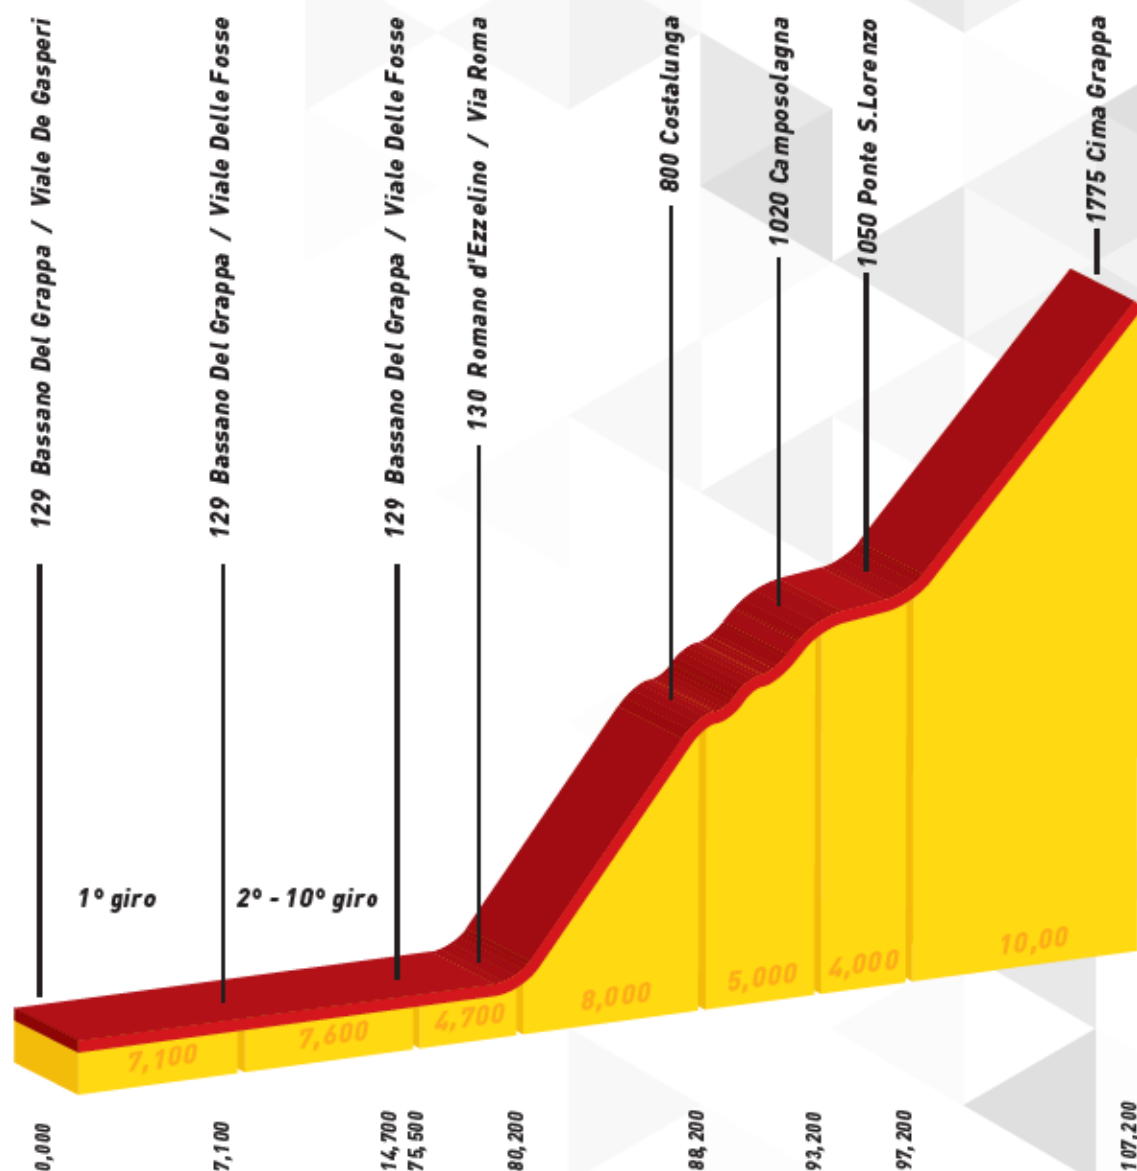 129 Bassano Del Grappa / Viale De Gasperi
129 Bassano Del Grappa / Viale Delle Fosse
129 Bassano Del Grappa / Viale Delle Fosse
130 Romano d'Ezzelino / Via Roma
800 Costalunga
1020 Camposolagna
1050 Ponte S.Lorenzo
1775 Cima Grappa
1° giro
2° - 10° giro
7,100
7,600
4,700
8,000
5,000
4,000
10,00
0,000
7,100
14,700
75,500
80,200
88,200
93,200
97,200
107,200